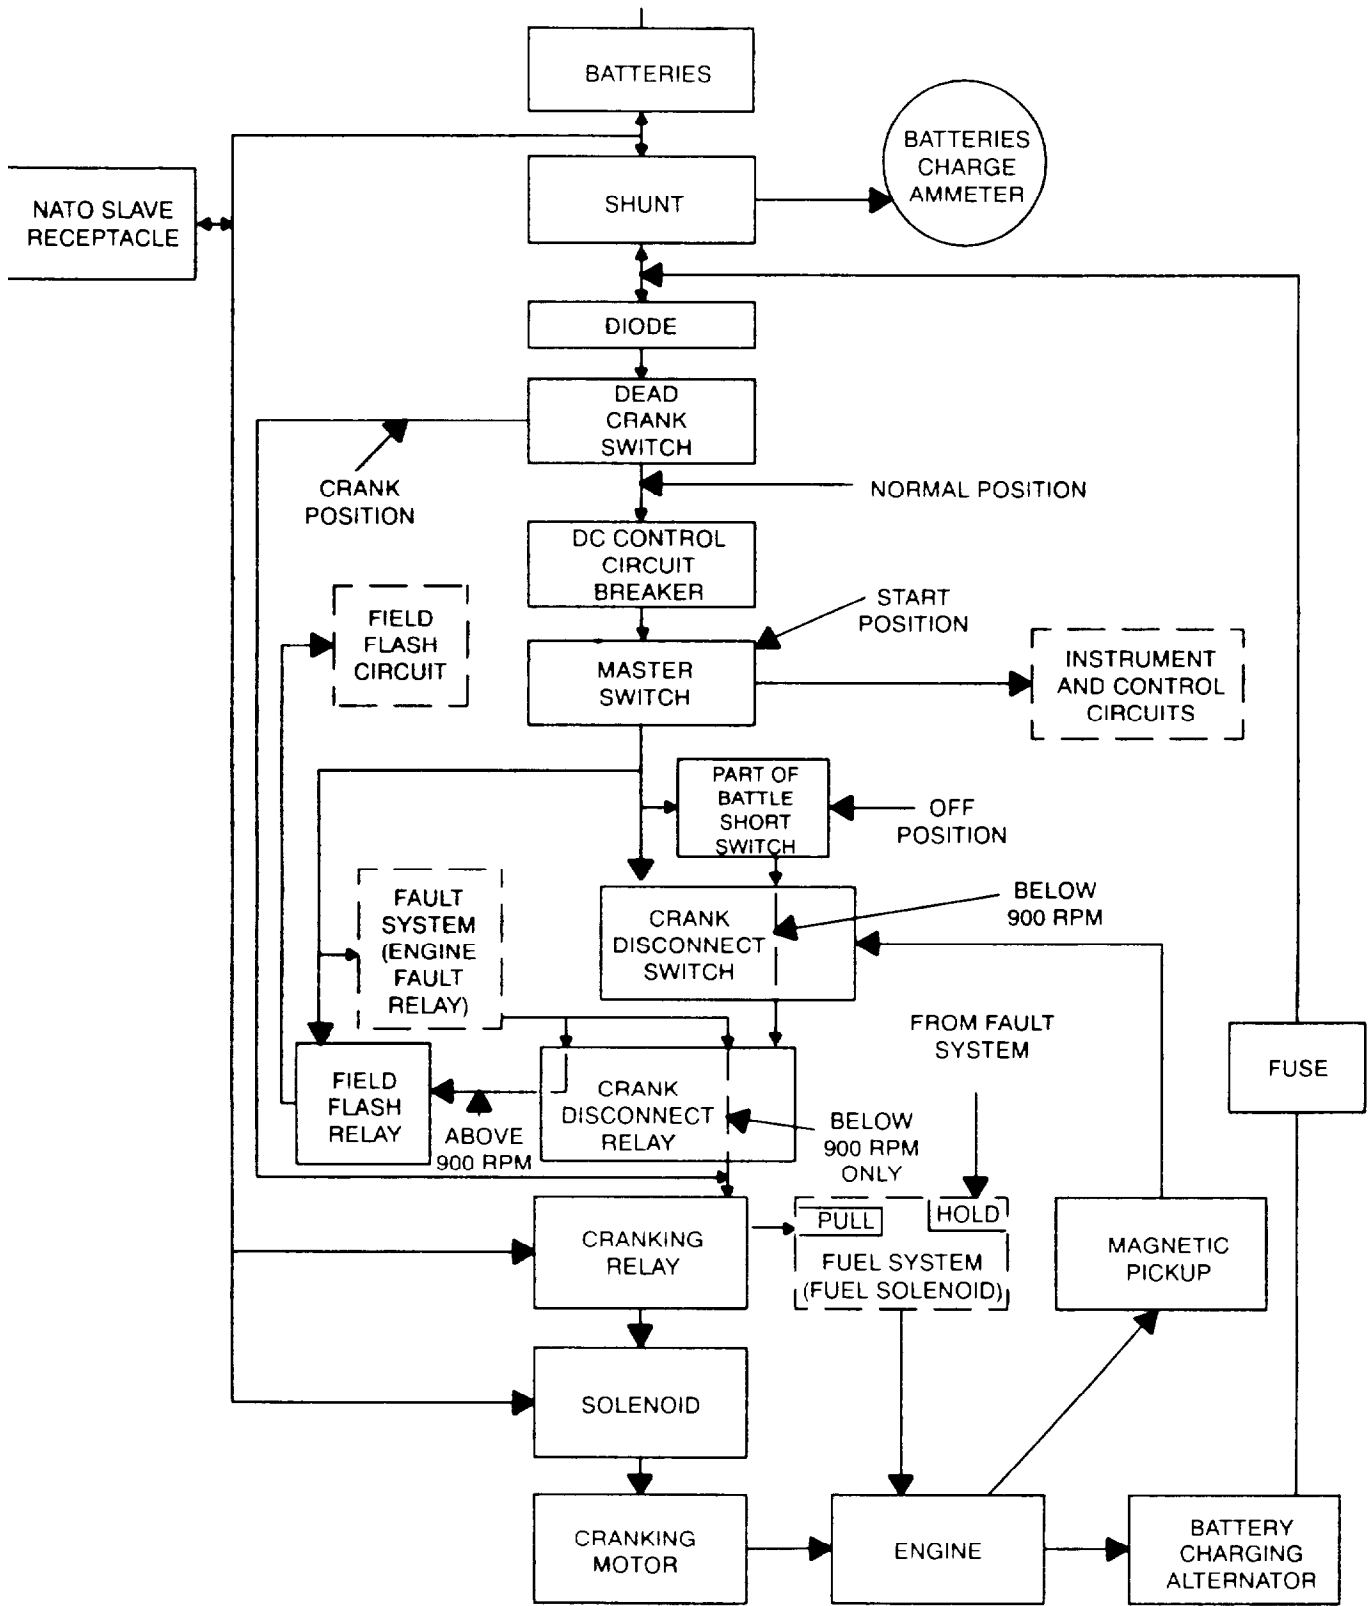 BATTERIES
BATTERIES
CHARGE
AMMETER
NATO SLAVE
RECEPTACLE
SHUNT
DIODE
DEAD
CRANK
SWITCH
CRANK
POSITION
NORMAL POSITION
DC CONTROL
CIRCUIT
BREAKER
START
POSITION
FIELD
FLASH
CIRCUIT
MASTER
SWITCH
INSTRUMENT
AND CONTROL
CIRCUITS
PART OF
BATTLE
SHORT
SWITCH
OFF
POSITION
FAULT
SYSTEM
(ENGINE
FAULT
RELAY)
CRANK
DISCONNECT
SWITCH
BELOW
900 RPM
FROM FAULT
SYSTEM
FUSE
FIELD
FLASH
RELAY
ABOVE
900 RPM
CRANK
DISCONNECT
RELAY
BELOW
900 RPM
ONLY
CRANKING
RELAY
PULL
HOLD
FUEL SYSTEM
(FUEL SOLENOID)
MAGNETIC
PICKUP
SOLENOID
CRANKING
MOTOR
ENGINE
BATTERY
CHARGING
ALTERNATOR